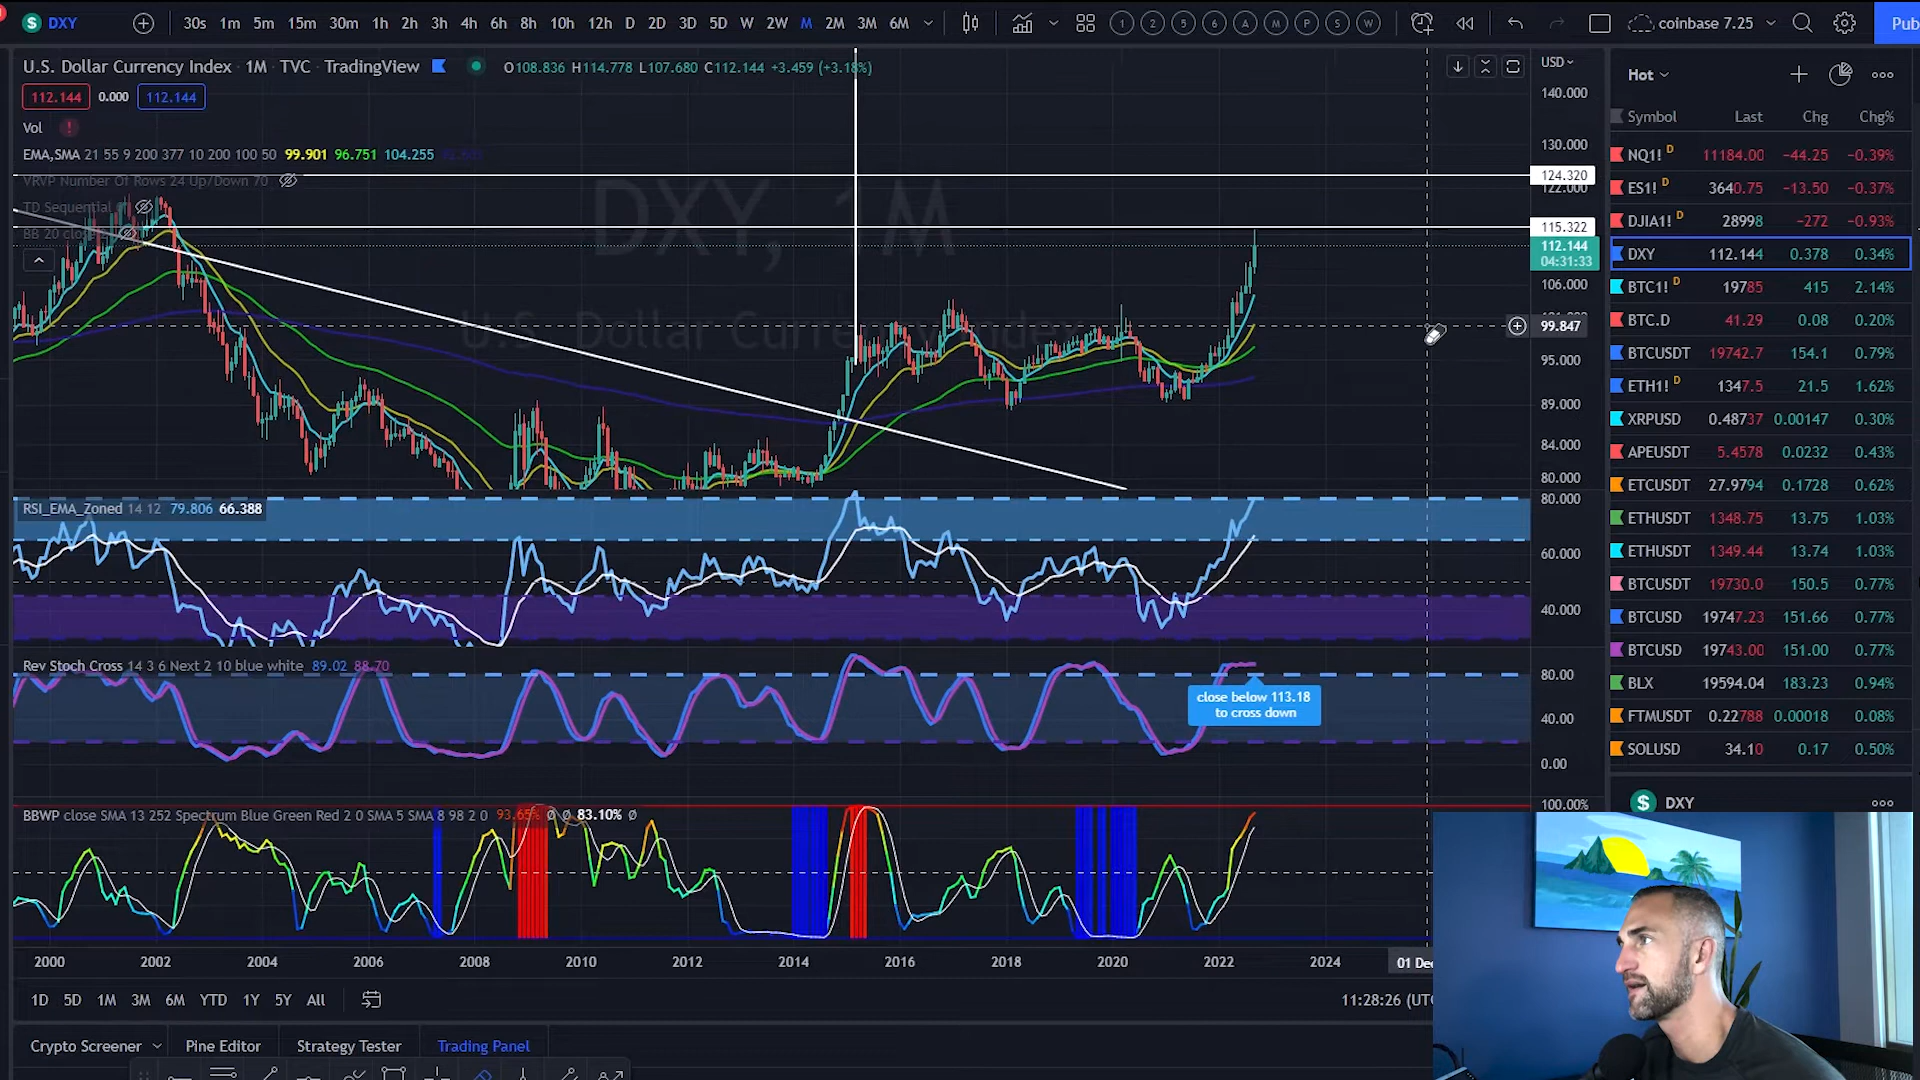 DXY 30s 1m 5m 15m 30m 1h 2h 3h 4h 6h 8h 10h 12h D 2D 3D 5D W 2W M 2M 3M 6M 1 2 5 6 A M P S W coinbase 7.25 Pub
U.S. Dollar Currency Index · 1M · TVC · TradingView O108.836 H114.778 L107.680 C112.144 +3.459 (+3.18%)
112.144 0.000 112.144
Vol
EMA,SMA 21 55 9 200 377 10 200 100 50 99.901 96.751 104.255
VRVP Number Of Rows 24 Up/Down 70
TD Sequential
BB 20 close
DXY, 1M
U.S. Dollar Currency Index
USD
140.000
130.000
124.320
122.000
115.322
112.144
04:31:33
106.000
99.847
95.000
89.000
84.000
80.000
RSI_EMA_Zoned 14 12 79.806 66.388
80.000
60.000
40.000
Rev Stoch Cross 14 3 6 Next 2 10 blue white 89.02 88.70
close below 113.18
to cross down
80.00
40.00
0.00
BBWP close SMA 13 252 Spectrum Blue Green Red 2 0 SMA 5 SMA 8 98 2 0 93.65% Ø Ø 83.10% Ø
100.00%
2000 2002 2004 2006 2008 2010 2012 2014 2016 2018 2020 2022 2024 01 Dec
1D 5D 1M 3M 6M YTD 1Y 5Y All 11:28:26 (UTC
Crypto Screener Pine Editor Strategy Tester Trading Panel
Hot
Symbol Last Chg Chg%
NQ1! D 11184.00 −44.25 −0.39%
ES1! D 3640.75 −13.50 −0.37%
DJIA1! D 28998 −272 −0.93%
DXY 112.144 0.378 0.34%
BTC1! D 19785 415 2.14%
BTC.D 41.29 0.08 0.20%
BTCUSDT 19742.7 154.1 0.79%
ETH1! D 1347.5 21.5 1.62%
XRPUSD 0.48737 0.00147 0.30%
APEUSDT 5.4578 0.0232 0.43%
ETCUSDT 27.9794 0.1728 0.62%
ETHUSDT 1348.75 13.75 1.03%
ETHUSDT 1349.44 13.74 1.03%
BTCUSDT 19730.0 150.5 0.77%
BTCUSD 19747.23 151.66 0.77%
BTCUSD 19743.00 151.00 0.77%
BLX 19594.04 183.23 0.94%
FTMUSDT 0.22788 0.00018 0.08%
SOLUSD 34.10 0.17 0.50%
DXY